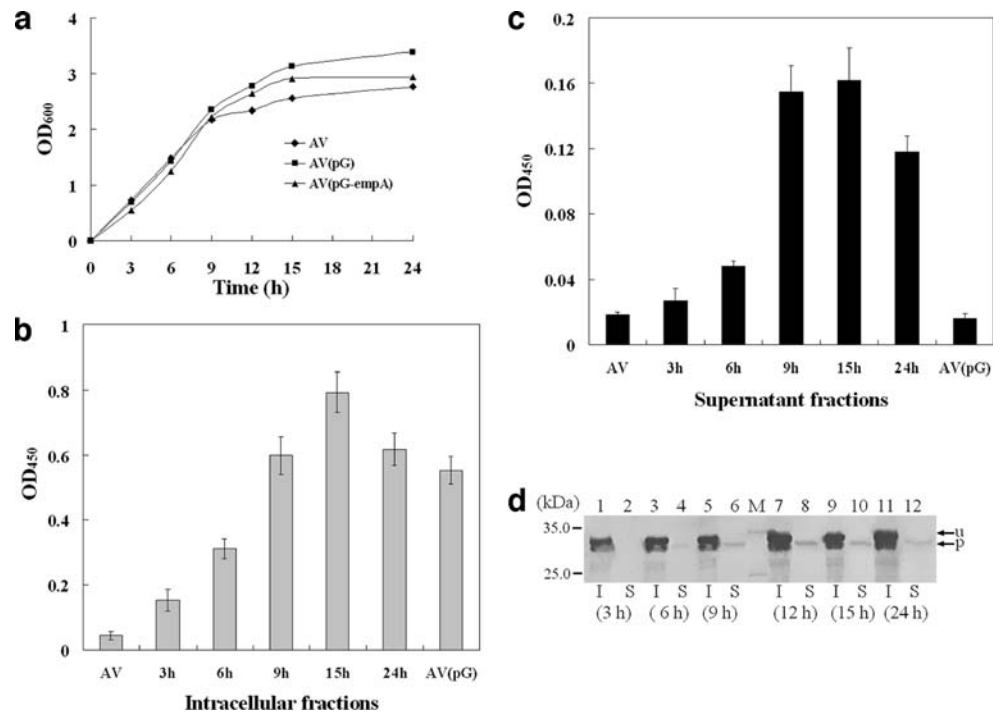 a
4
3
2
1
0
OD600
0 3 6 9 12 15 18 21 24
Time (h)
AV
AV(pG)
AV(pG-empA)
b
1
0.8
0.6
0.4
0.2
0
OD450
AV 3h 6h 9h 15h 24h AV(pG)
Intracellular fractions
c
0.2
0.16
0.12
0.08
0.04
0
OD450
AV 3h 6h 9h 15h 24h AV(pG)
Supernatant fractions
d
(kDa) 1 2 3 4 5 6 M 7 8 9 10 11 12
35.0
25.0
u
p
I S I S I S I S I S I S
(3 h) (6 h) (9 h) (12 h) (15 h) (24 h)